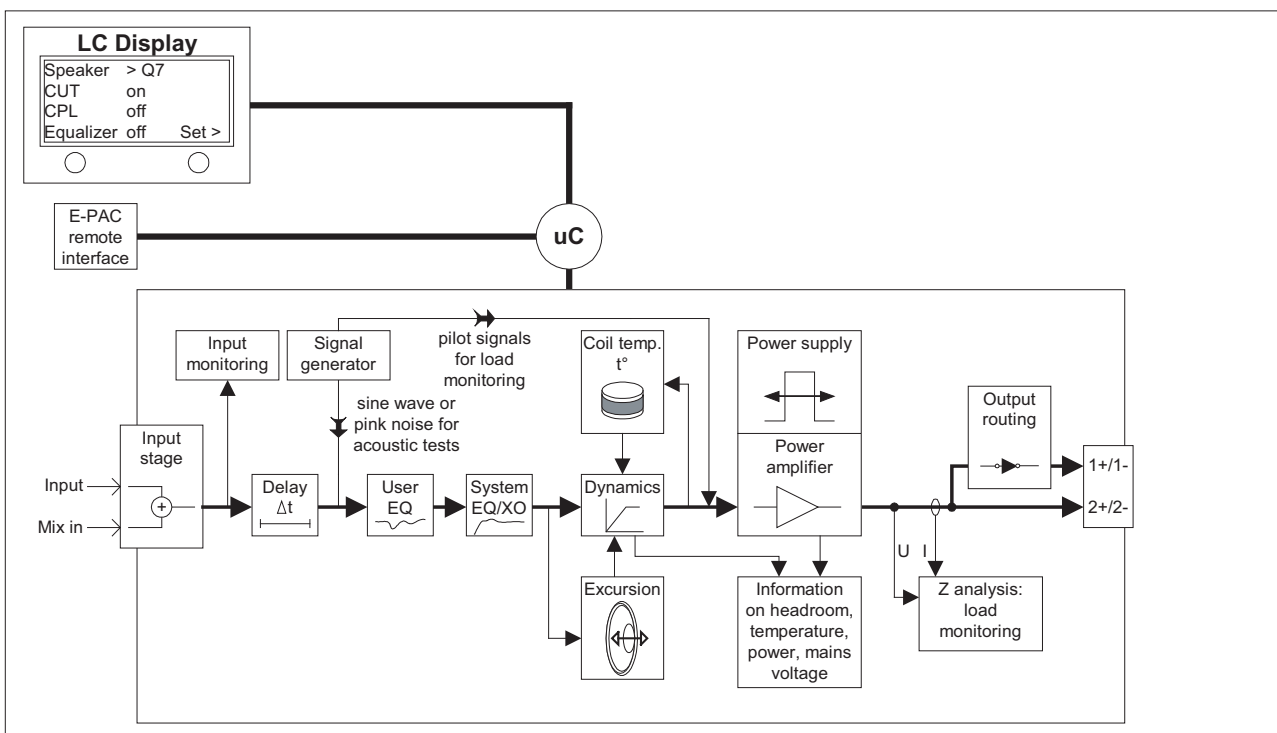 LC Display
Speaker > Q7
CUT on
CPL off
Equalizer off Set >
E-PAC
remote
interface
uC
Input
monitoring
Signal
generator
pilot signals
for load
monitoring
sine wave or
pink noise for
acoustic tests
Coil temp.
t°
Power supply
Output
routing
Input
stage
Input
Mix in
+
Delay
Δt
User
EQ
System
EQ/XO
Dynamics
Power
amplifier
1+/1-
2+/2-
U I
Excursion
Information
on headroom,
temperature,
power, mains
voltage
Z analysis:
load
monitoring